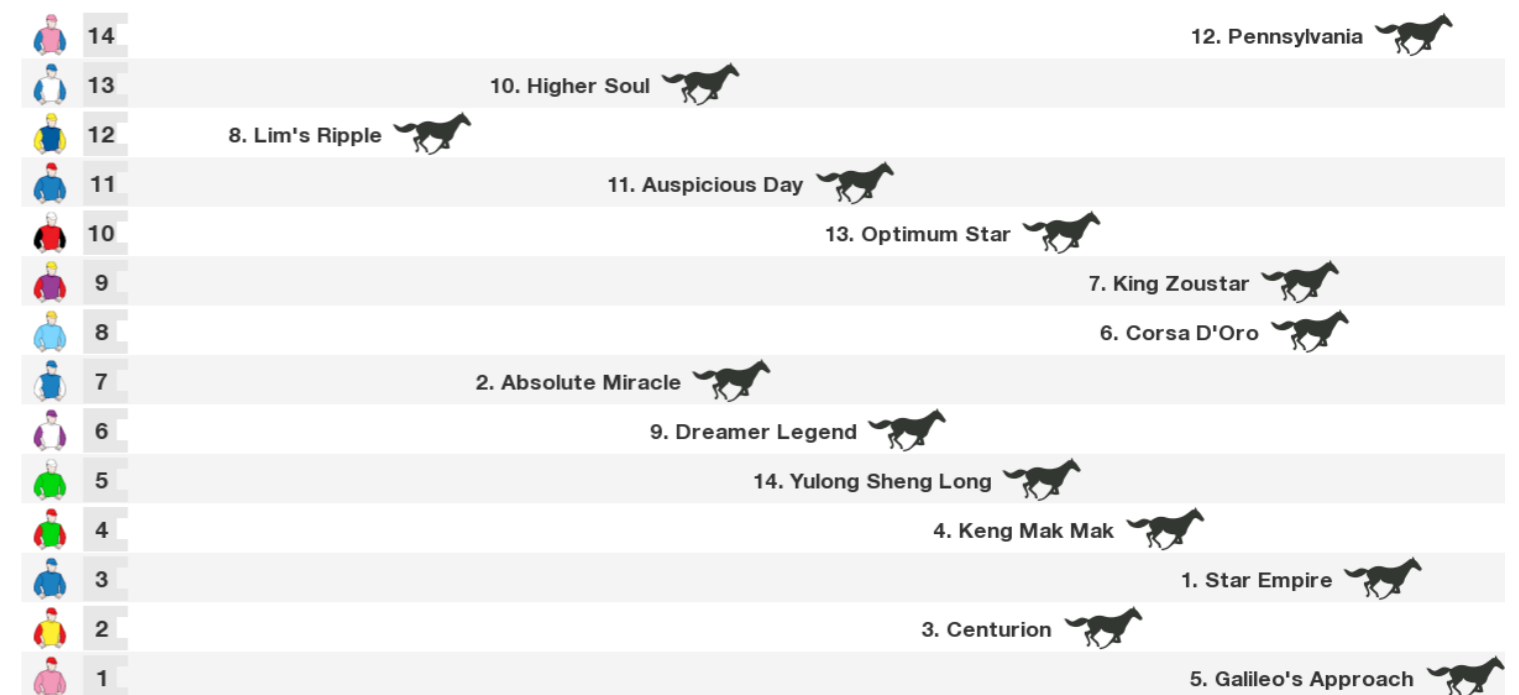 14 12. Pennsylvania
13 10. Higher Soul
12 8. Lim's Ripple
11 11. Auspicious Day
10 13. Optimum Star
9 7. King Zoustar
8 6. Corsa D'Oro
7 2. Absolute Miracle
6 9. Dreamer Legend
5 14. Yulong Sheng Long
4 4. Keng Mak Mak
3 1. Star Empire
2 3. Centurion
1 5. Galileo's Approach